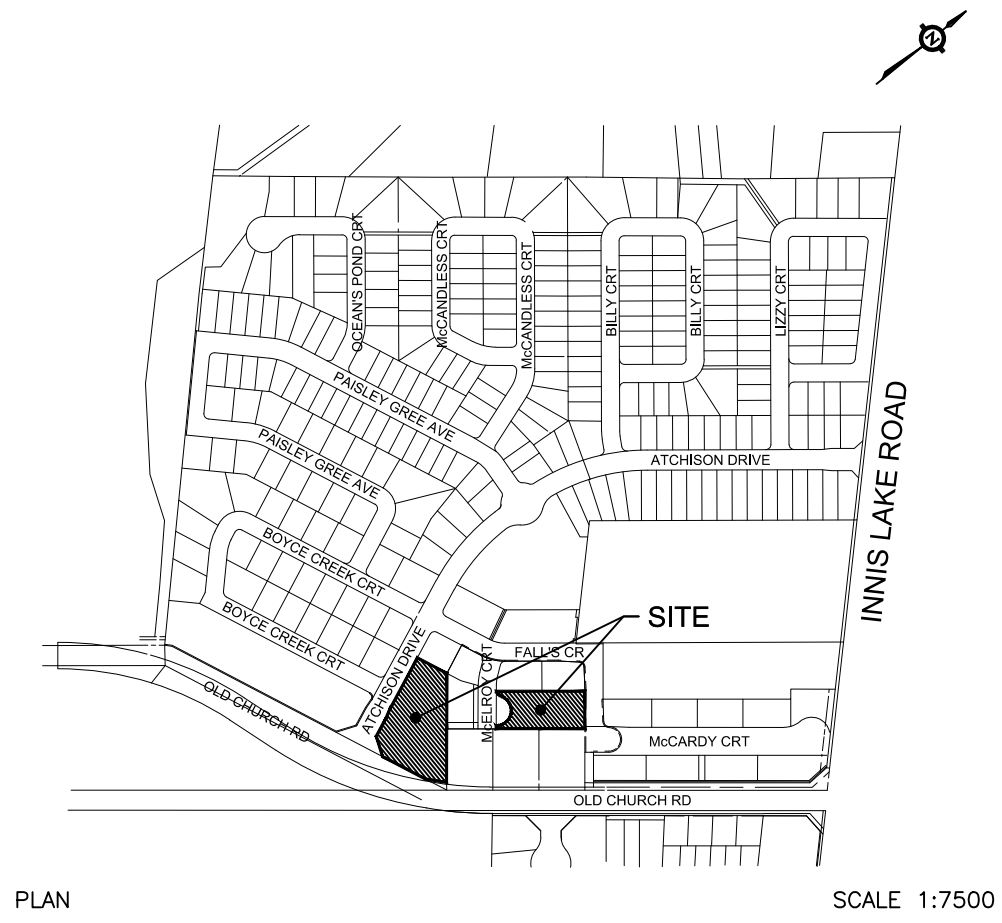 N
OCEAN'S POND CRT
McCANDLESS CRT
McCANDLESS CRT
BILLY CRT
BILLY CRT
LIZZY CRT
PAISLEY GREE AVE
PAISLEY GREE AVE
ATCHISON DRIVE
INNIS LAKE ROAD
BOYCE CREEK CRT
BOYCE CREEK CRT
ATCHISON DRIVE
SITE
FALL'S CR
McELROY CRT
OLD CHURCH RD
McCARDY CRT
OLD CHURCH RD
PLAN
SCALE 1:7500